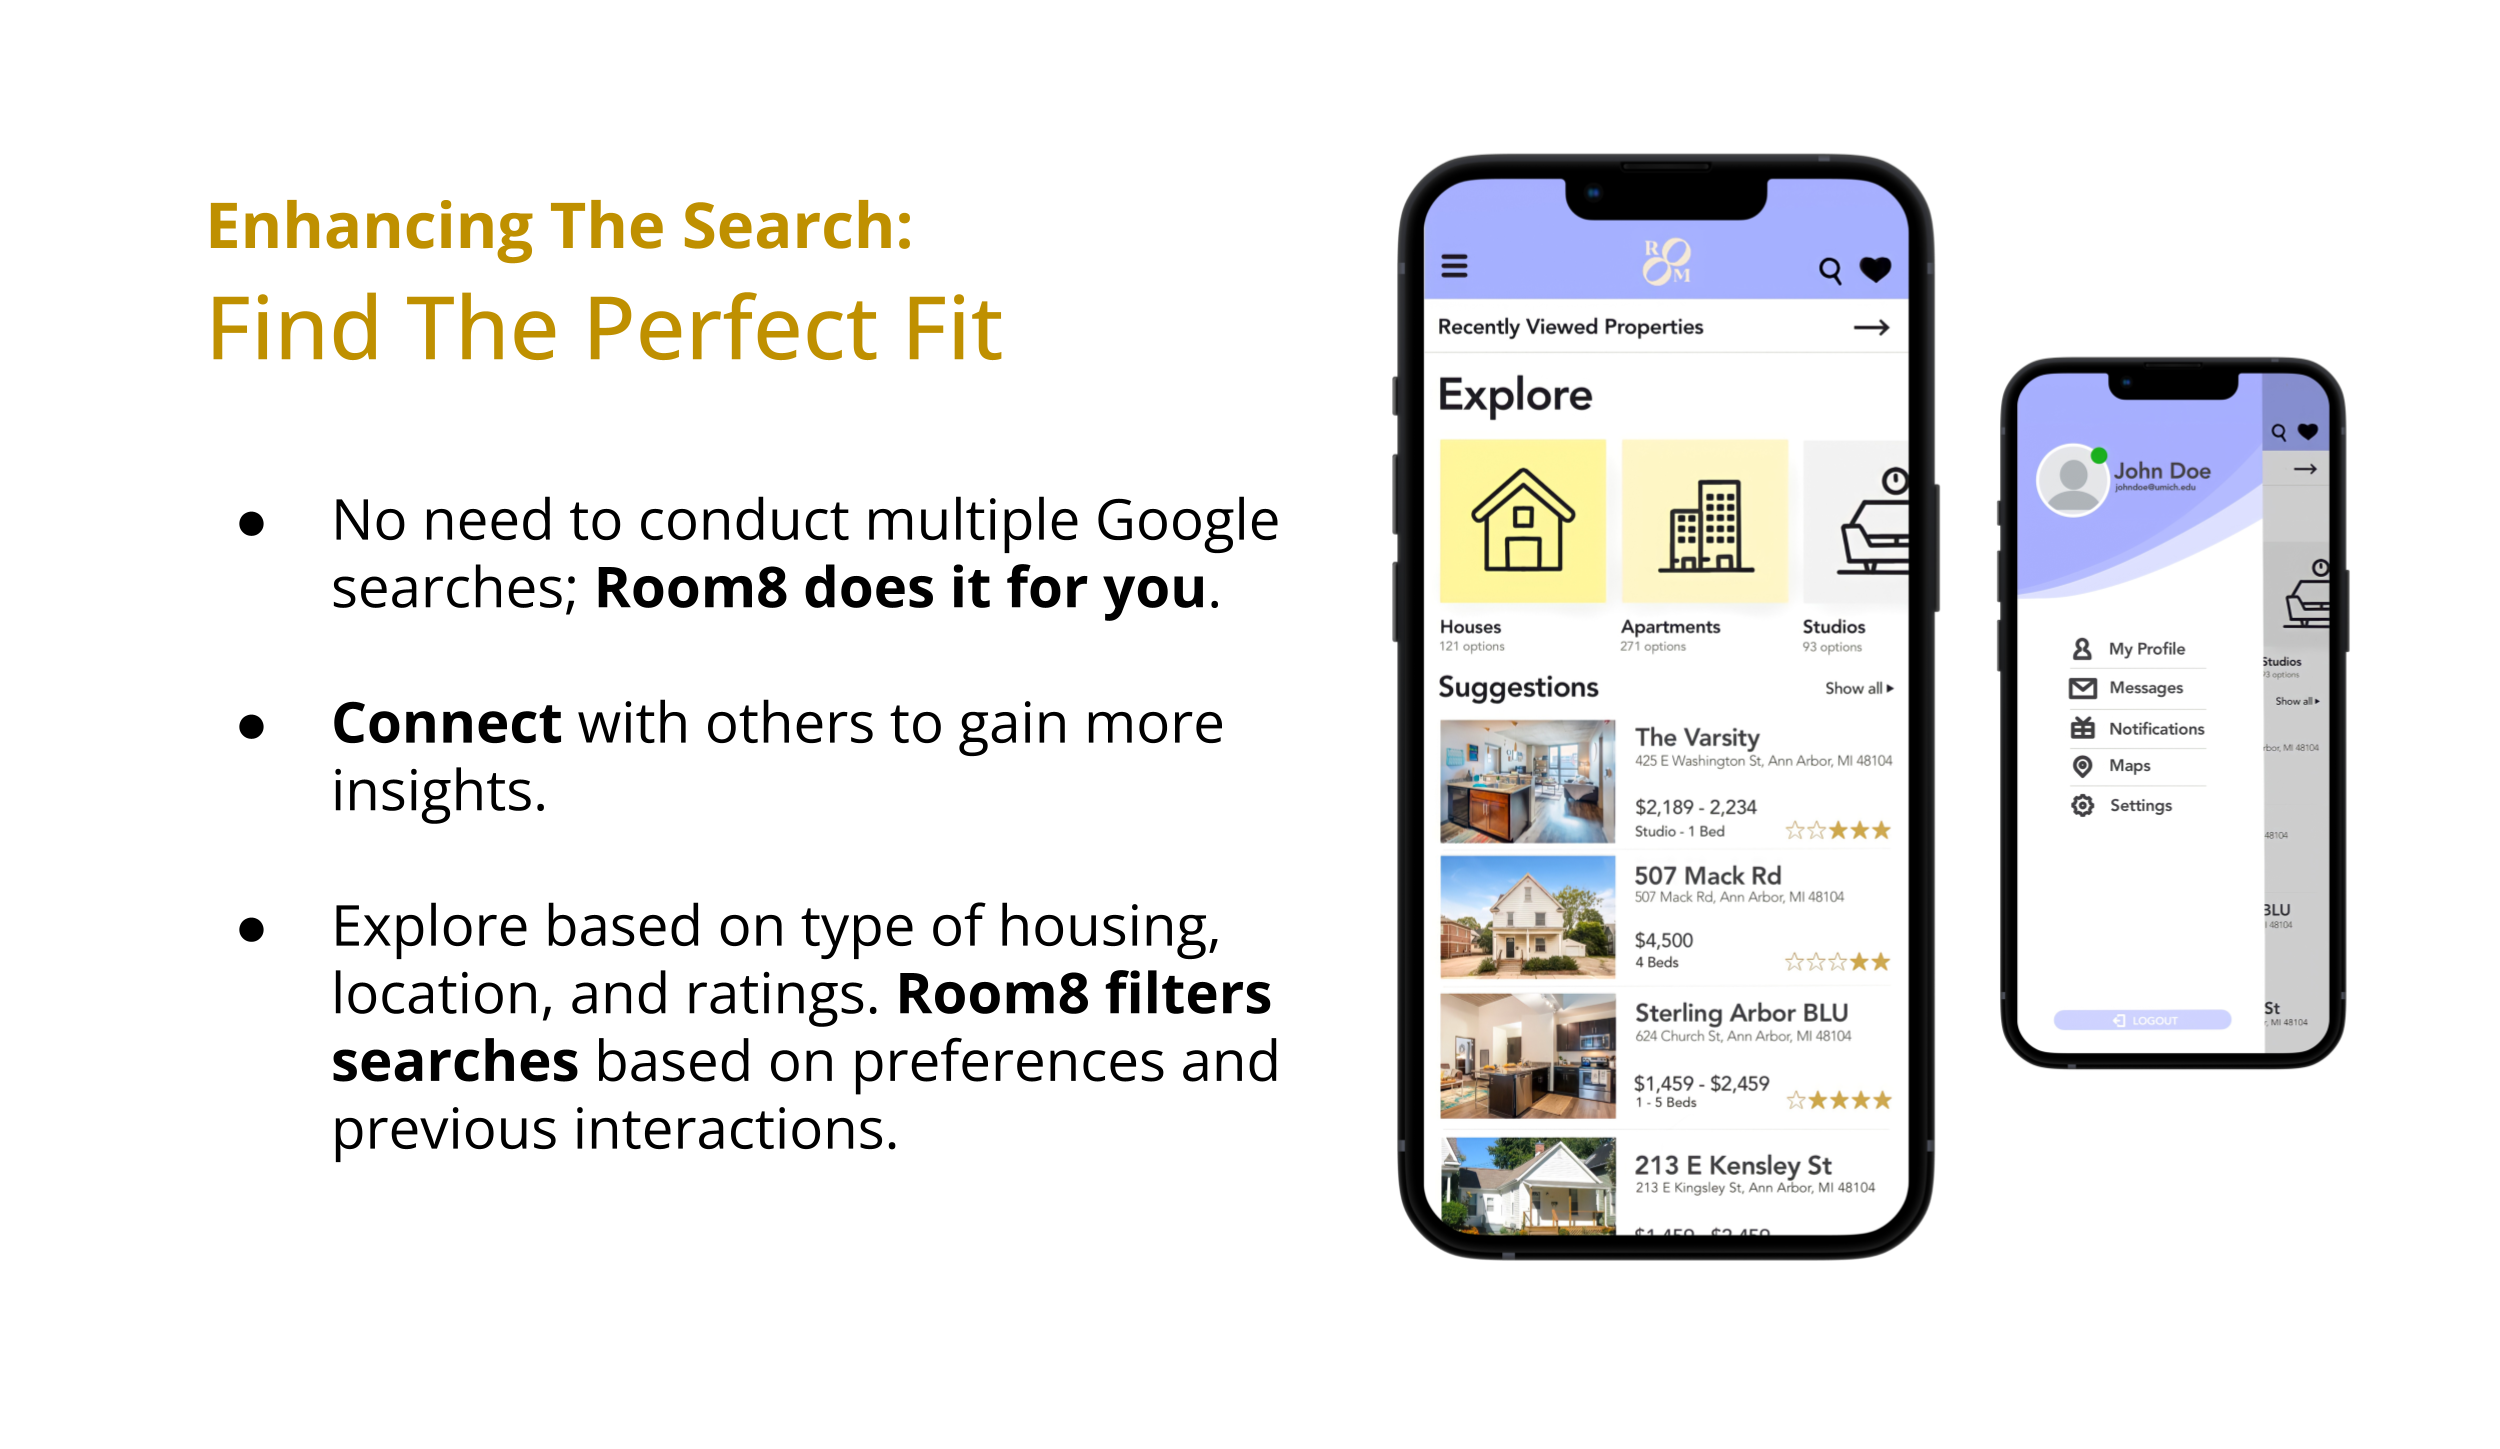 Enhancing The Search:
Find The Perfect Fit
● No need to conduct multiple Google
searches; Room8 does it for you.
● Connect with others to gain more
insights.
● Explore based on type of housing,
location, and ratings. Room8 filters
searches based on preferences and
previous interactions.
ROOM
Recently Viewed Properties
Explore
Houses
121 options
Apartments
271 options
Studios
93 options
Suggestions
Show all
The Varsity
425 E Washington St, Ann Arbor, MI 48104
$2,189 - 2,234
Studio - 1 Bed
507 Mack Rd
507 Mack Rd, Ann Arbor, MI 48104
$4,500
4 Beds
Sterling Arbor BLU
624 Church St, Ann Arbor, MI 48104
$1,459 - $2,459
1 - 5 Beds
213 E Kensley St
213 E Kingsley St, Ann Arbor, MI 48104
John Doe
johndoe@umich.edu
My Profile
Messages
Notifications
Maps
Settings
LOGOUT
Studios
options
Show all
MI 48104
48104
BLU
48104
St
MI 48104